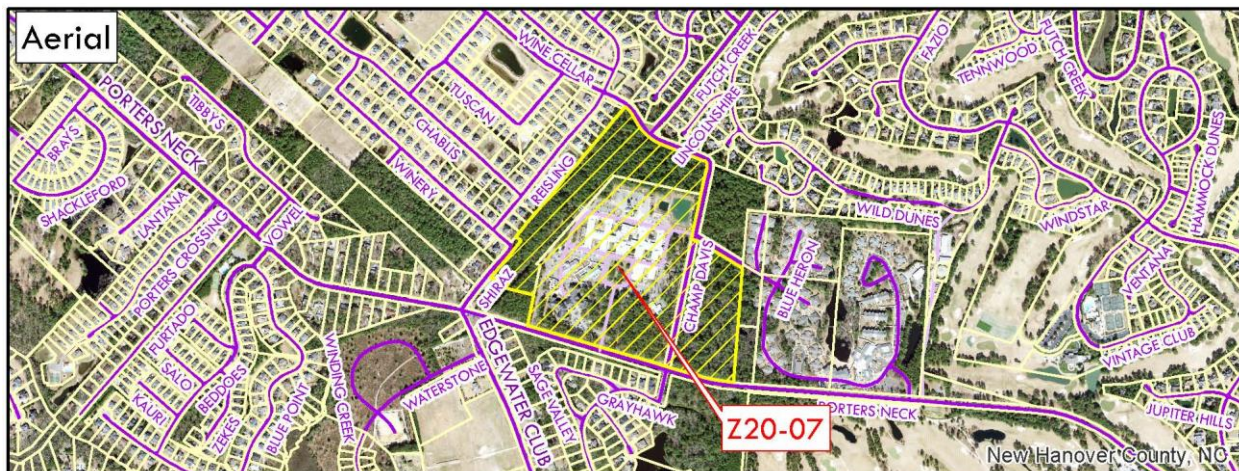 Aerial
WINE CELLAR
TUSCAN
CHABLIS
WINERY
REISLING
SHIRAZ
PORTERS NECK
TIBBYS
BRAYS
SHACKLEFORD
LANTANA
PORTERS CROSSING
VOWEL
FURTADO
SALO
KAURI
BEDDOES
ZEKES
BLUE POINT
WINDING CREEK
WATERSTONE
EDGEWATER CLUB
SAGE VALLEY
GRAYHAWK
CHAMP DAVIS
LINCOLNSHIRE
FUTCH CREEK
BLUE HERON
WILD DUNES
FAZIO
TENNWOOD
FUTCH CREEK
HAMMOCK DUNES
WINDSTAR
VENTANA
VINTAGE CLUB
JUPITER HILLS
PORTERS NECK
Z20-07
New Hanover County, NC